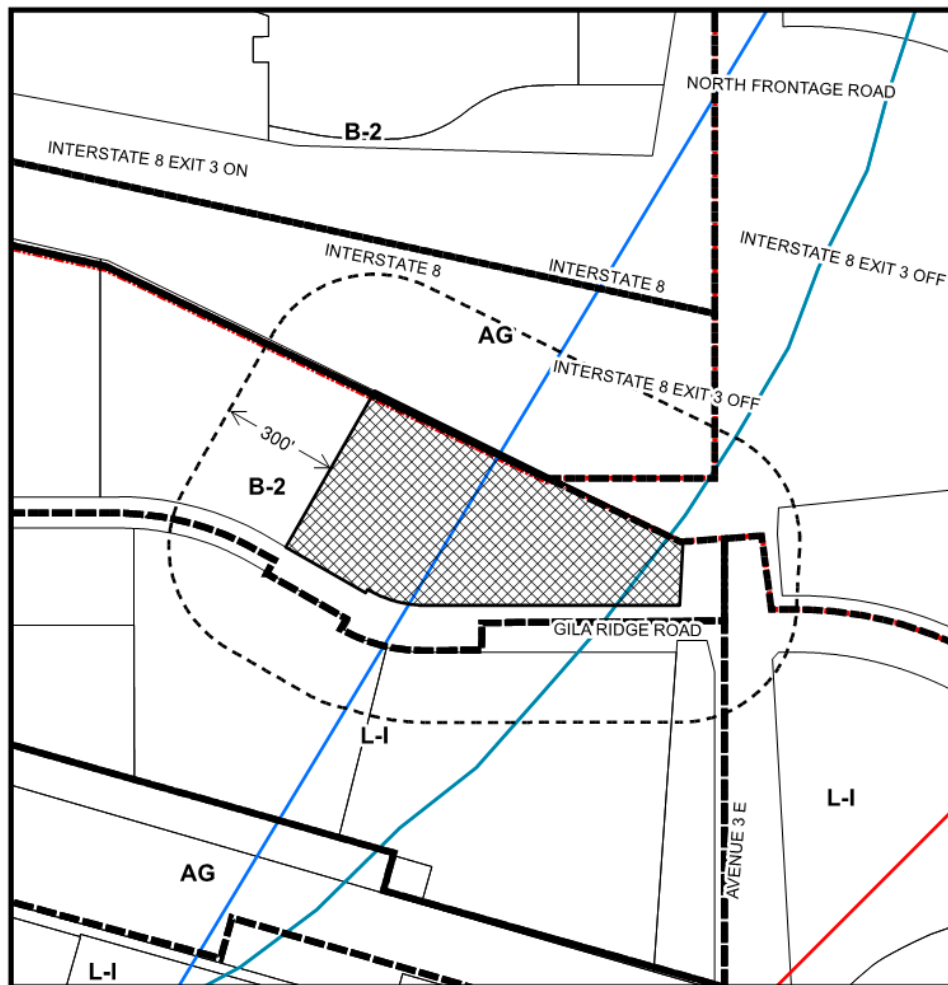 NORTH FRONTAGE ROAD
B-2
INTERSTATE 8 EXIT 3 ON
INTERSTATE 8
INTERSTATE 8
INTERSTATE 8 EXIT 3 OFF
AG
INTERSTATE 8 EXIT 3 OFF
300'
B-2
GILA RIDGE ROAD
L-I
L-I
AVENUE 3 E
AG
L-I